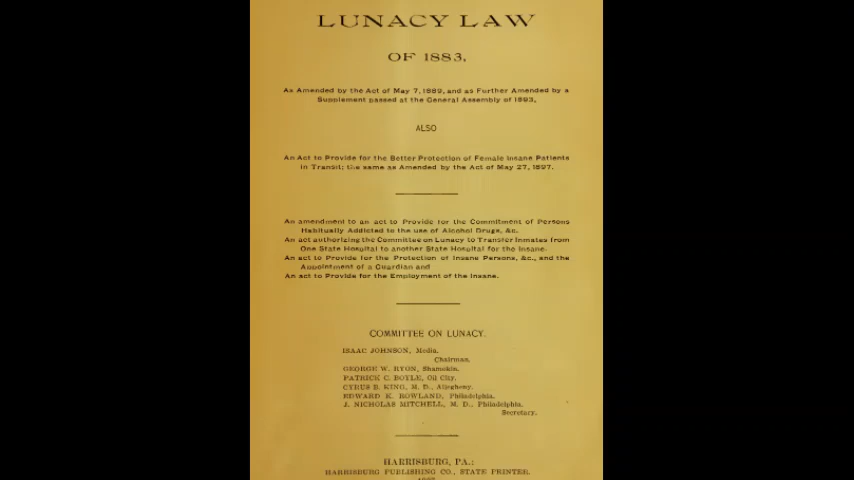 LUNACY LAW
OF 1883,
As Amended by the Act of May 7, 1889, and as Further Amended by a
Supplement passed at the General Assembly of 1893,
ALSO
An Act to Provide for the Better Protection of Female Insane Patients
in Transit; the same as Amended by the Act of May 27, 1897.
An amendment to an act to Provide for the Commitment of Persons
Habitually Addicted to the use of Alcohol Drugs, &c.
An act authorizing the Committee on Lunacy to Transfer Inmates from
One State Hospital to another State Hospital for the Insane.
An act to Provide for the Protection of Insane Persons, &c., and the
Appointment of a Guardian and
An act to Provide for the Employment of the Insane.
COMMITTEE ON LUNACY.
ISAAC JOHNSON, Media,
Chairman.
GEORGE W. RYON, Shamokin.
PATRICK C. BOYLE, Oil City.
CYRUS B. KING, M. D., Allegheny.
EDWARD K. ROWLAND, Philadelphia.
J. NICHOLAS MITCHELL, M. D., Philadelphia.
Secretary.
HARRISBURG, PA.:
HARRISBURG PUBLISHING CO., STATE PRINTER.